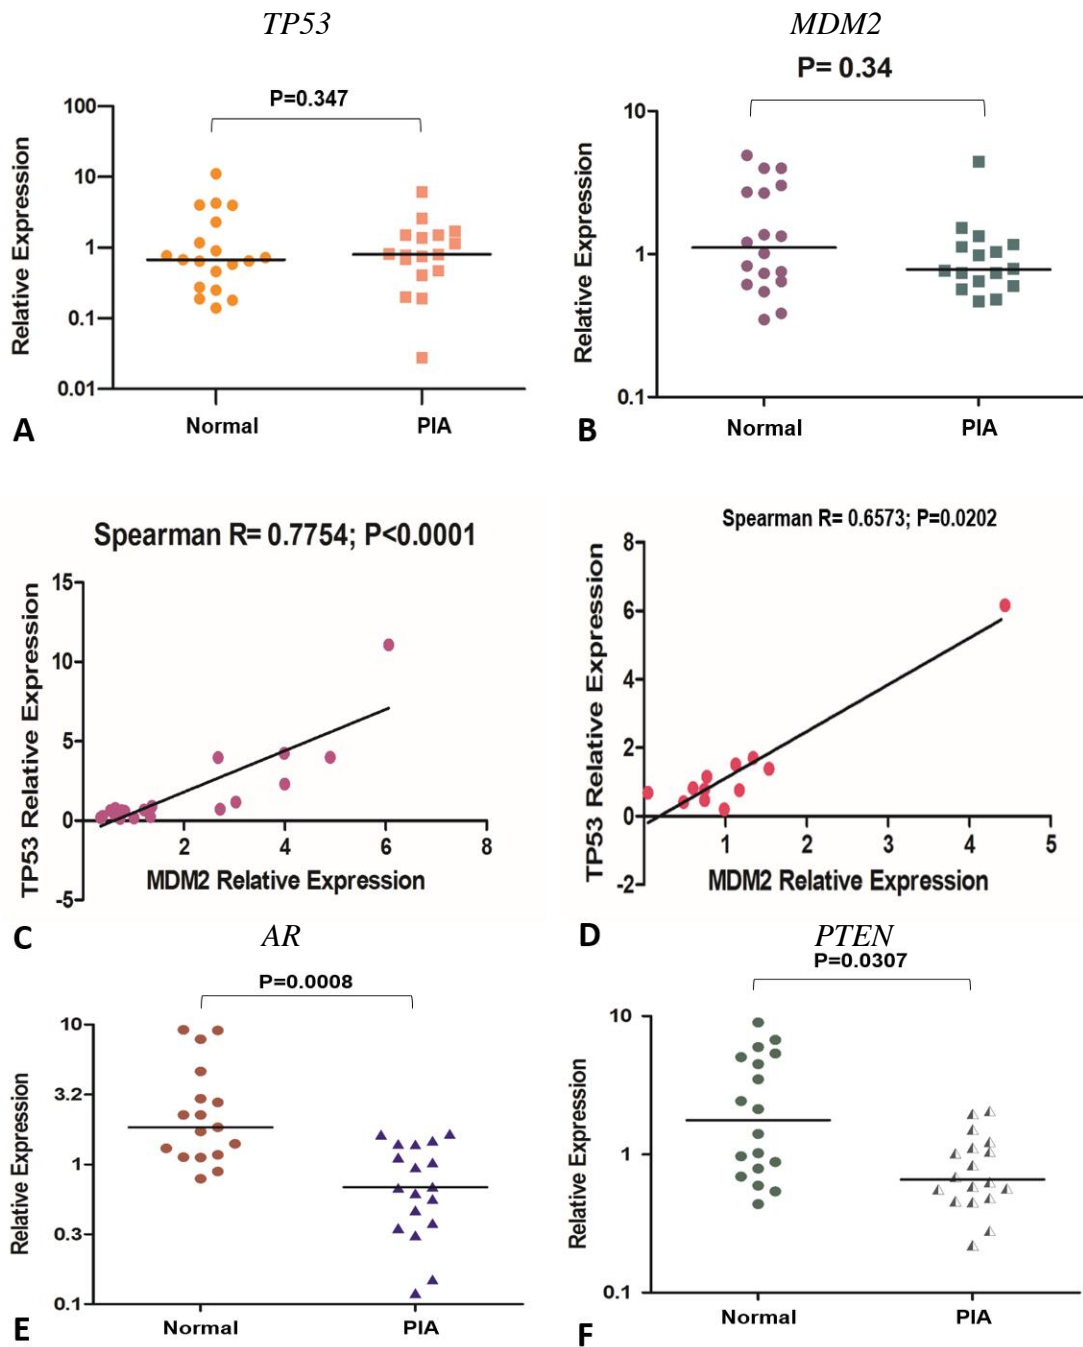 TP53
P=0.347
Relative Expression
100
10
1
0.1
0.01
Normal
PIA
A
MDM2
P= 0.34
Relative Expression
10
1
0.1
Normal
PIA
B
Spearman R= 0.7754; P<0.0001
TP53 Relative Expression
15
10
5
0
-5
2
4
6
8
MDM2 Relative Expression
C
Spearman R= 0.6573; P=0.0202
TP53 Relative Expression
8
6
4
2
0
-2
1
2
3
4
5
MDM2 Relative Expression
D
AR
P=0.0008
Relative Expression
10
3.2
1
0.3
0.1
Normal
PIA
E
PTEN
P=0.0307
Relative Expression
10
1
0.1
Normal
PIA
F